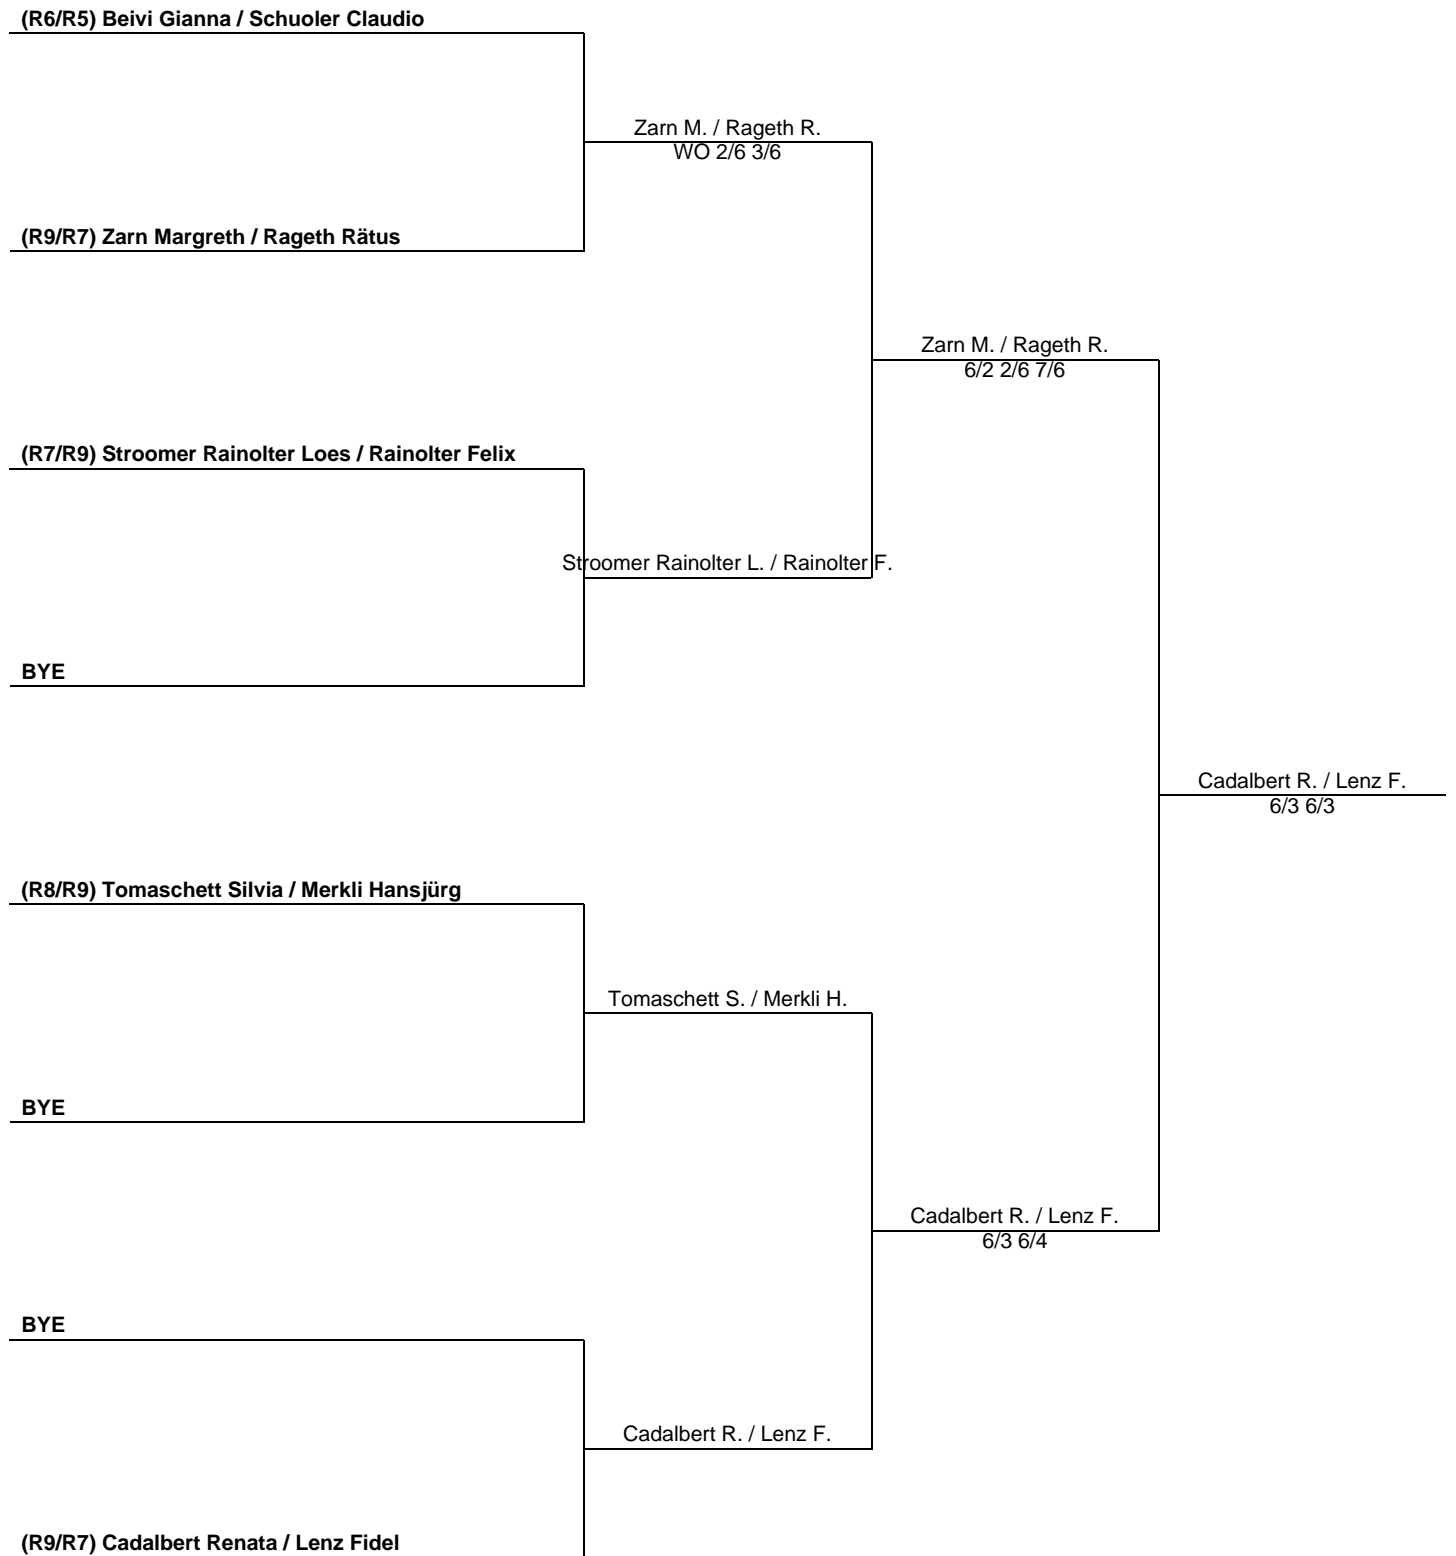 (R6/R5) Beivi Gianna / Schuoler Claudio
Zarn M. / Rageth R.
WO 2/6 3/6
(R9/R7) Zarn Margreth / Rageth Rätus
Zarn M. / Rageth R.
6/2 2/6 7/6
(R7/R9) Stroomer Rainolter Loes / Rainolter Felix
Stroomer Rainolter L. / Rainolter F.
BYE
Cadalbert R. / Lenz F.
6/3 6/3
(R8/R9) Tomaschett Silvia / Merkli Hansjürg
Tomaschett S. / Merkli H.
BYE
Cadalbert R. / Lenz F.
6/3 6/4
BYE
Cadalbert R. / Lenz F.
(R9/R7) Cadalbert Renata / Lenz Fidel